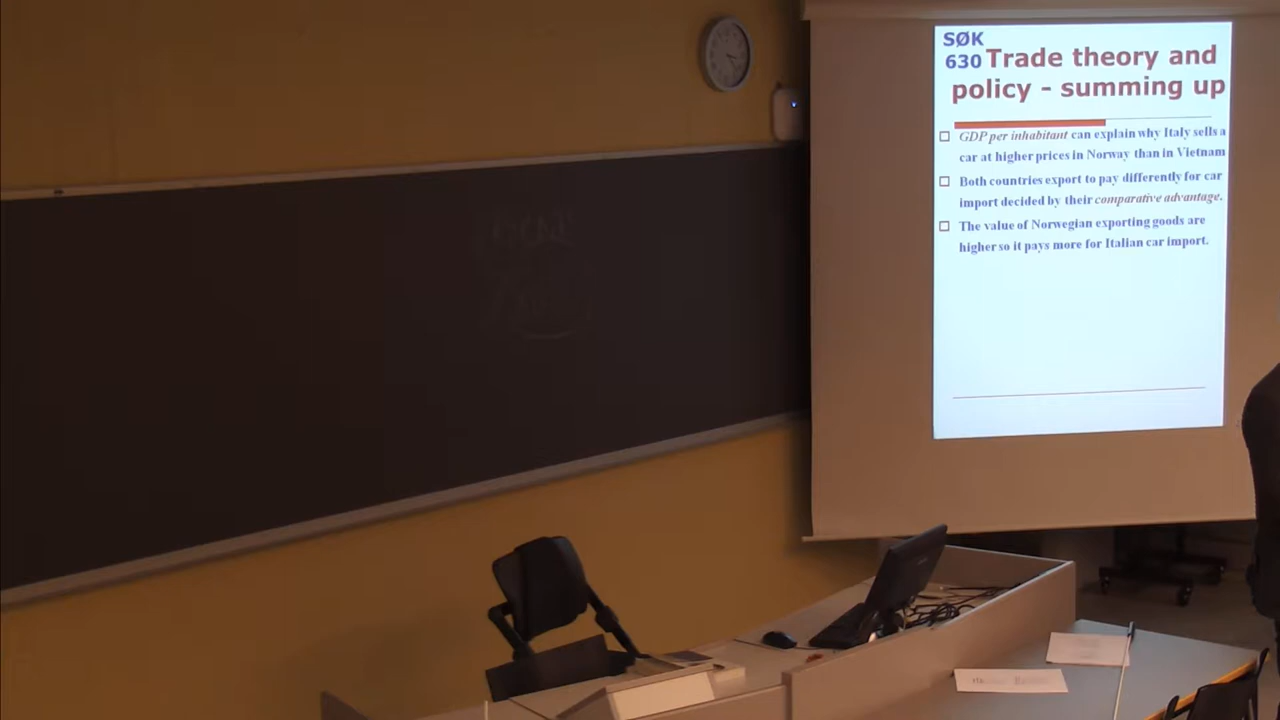 SØK
630 Trade theory and
policy - summing up
GDP per inhabitant can explain why Italy sells a
car at higher prices in Norway than in Vietnam
Both countries export to pay differently for car
import decided by their comparative advantage.
The value of Norwegian exporting goods are
higher so it pays more for Italian car import.